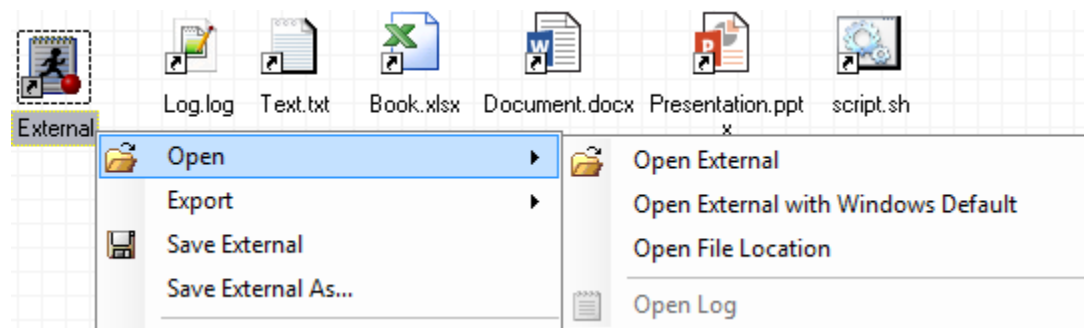 External
Log.log
Text.txt
Book.xlsx
Document.docx
Presentation.ppt
x
script.sh
Open
Export
Save External
Save External As...
Open External
Open External with Windows Default
Open File Location
Open Log